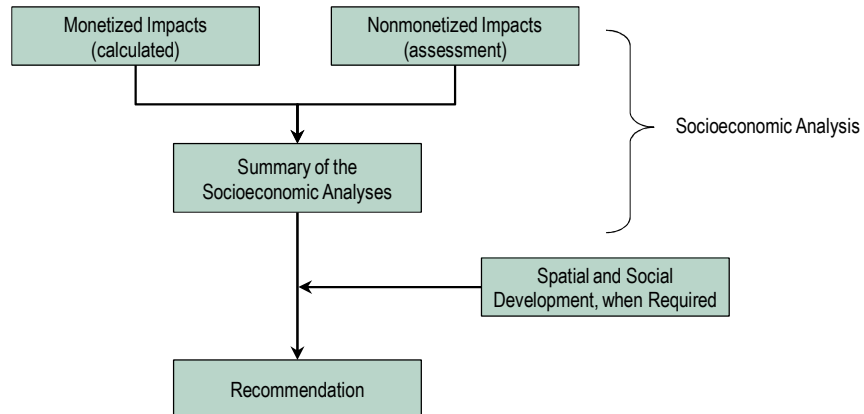 Monetized Impacts
(calculated)
Nonmonetized Impacts
(assessment)
Socioeconomic Analysis
Summary of the
Socioeconomic Analyses
Spatial and Social
Development, when Required
Recommendation